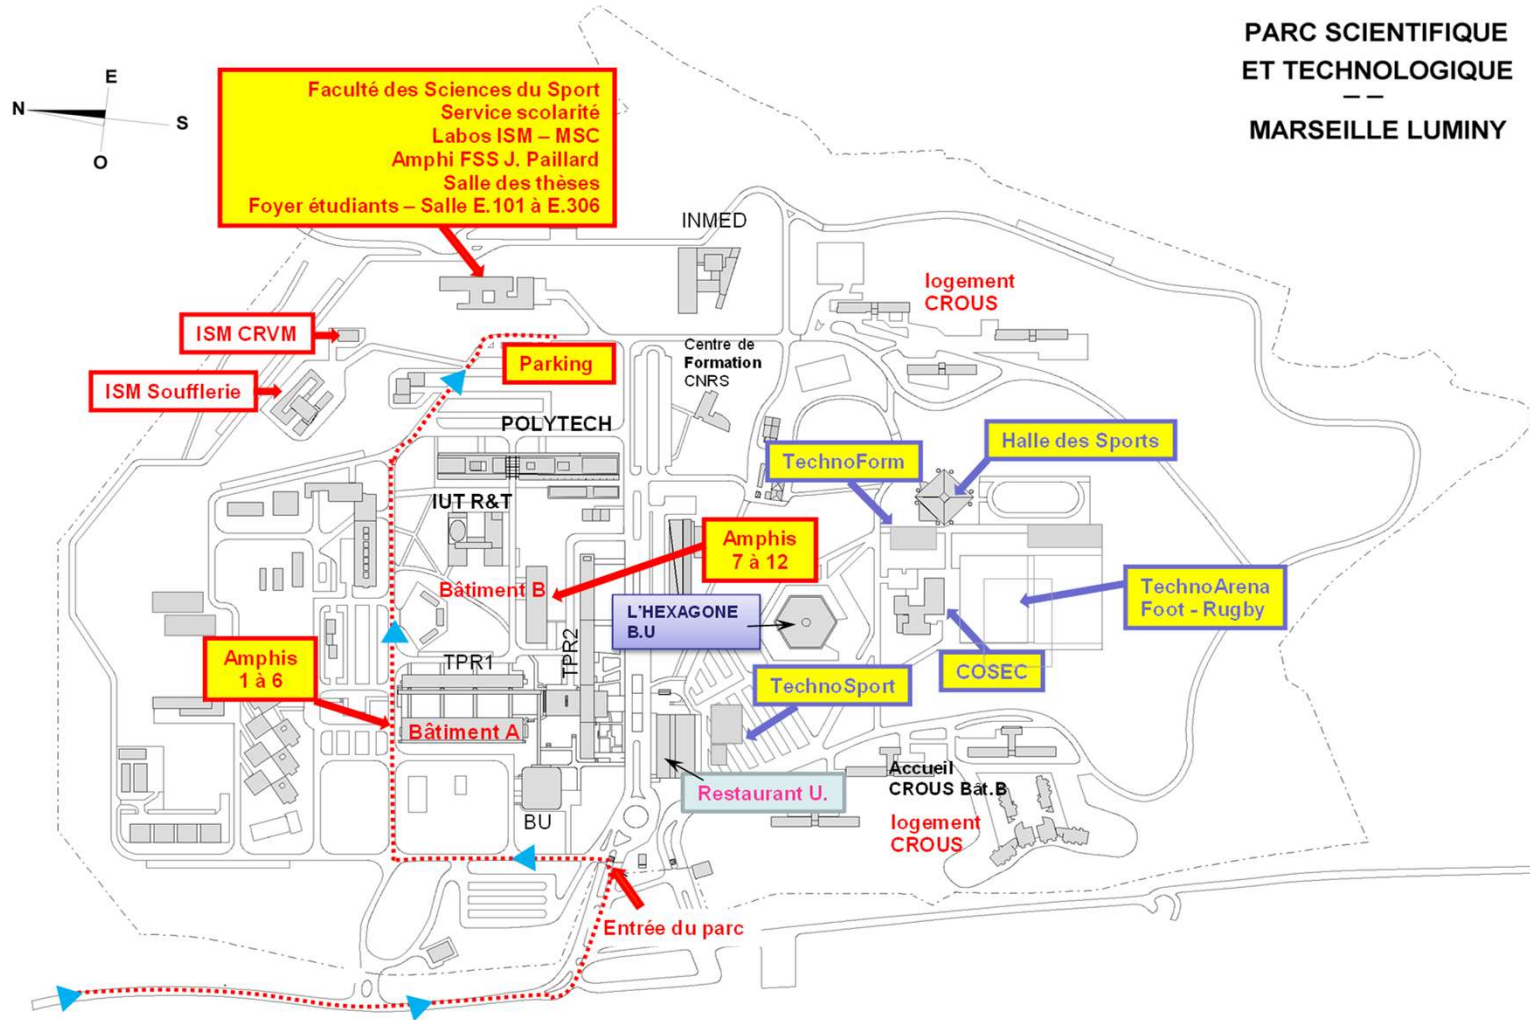 PARC SCIENTIFIQUE
ET TECHNOLOGIQUE
– –
MARSEILLE LUMINY
E
N
S
O
Faculté des Sciences du Sport
Service scolarité
Labos ISM – MSC
Amphi FSS J. Paillard
Salle des thèses
Foyer étudiants – Salle E.101 à E.306
INMED
logement
CROUS
ISM CRVM
Centre de
Formation
CNRS
Parking
ISM Soufflerie
POLYTECH
Halle des Sports
TechnoForm
IUT R&T
Amphis
7 à 12
Bâtiment B
TechnoArena
Foot - Rugby
L'HEXAGONE
B.U
Amphis
1 à 6
TPR1
TPR2
COSEC
TechnoSport
Bâtiment A
Accueil
CROUS Bât.B
Restaurant U.
BU
logement
CROUS
Entrée du parc